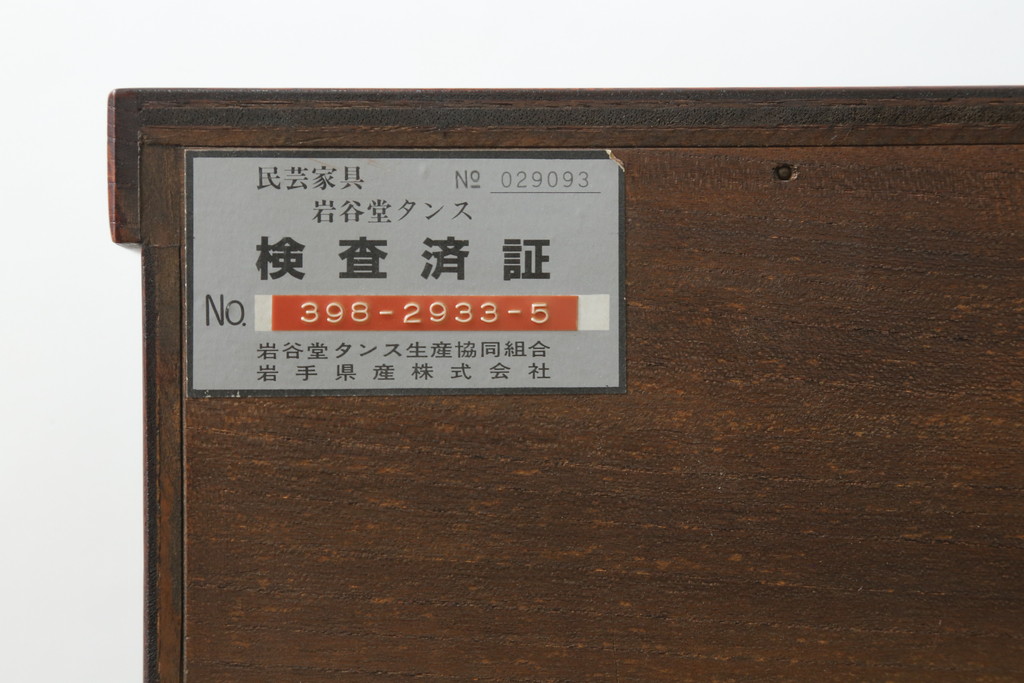 民芸家具 № 029093
岩谷堂タンス
検査済証
No. 398-2933-5
岩谷堂タンス生産協同組合
岩手県産株式会社